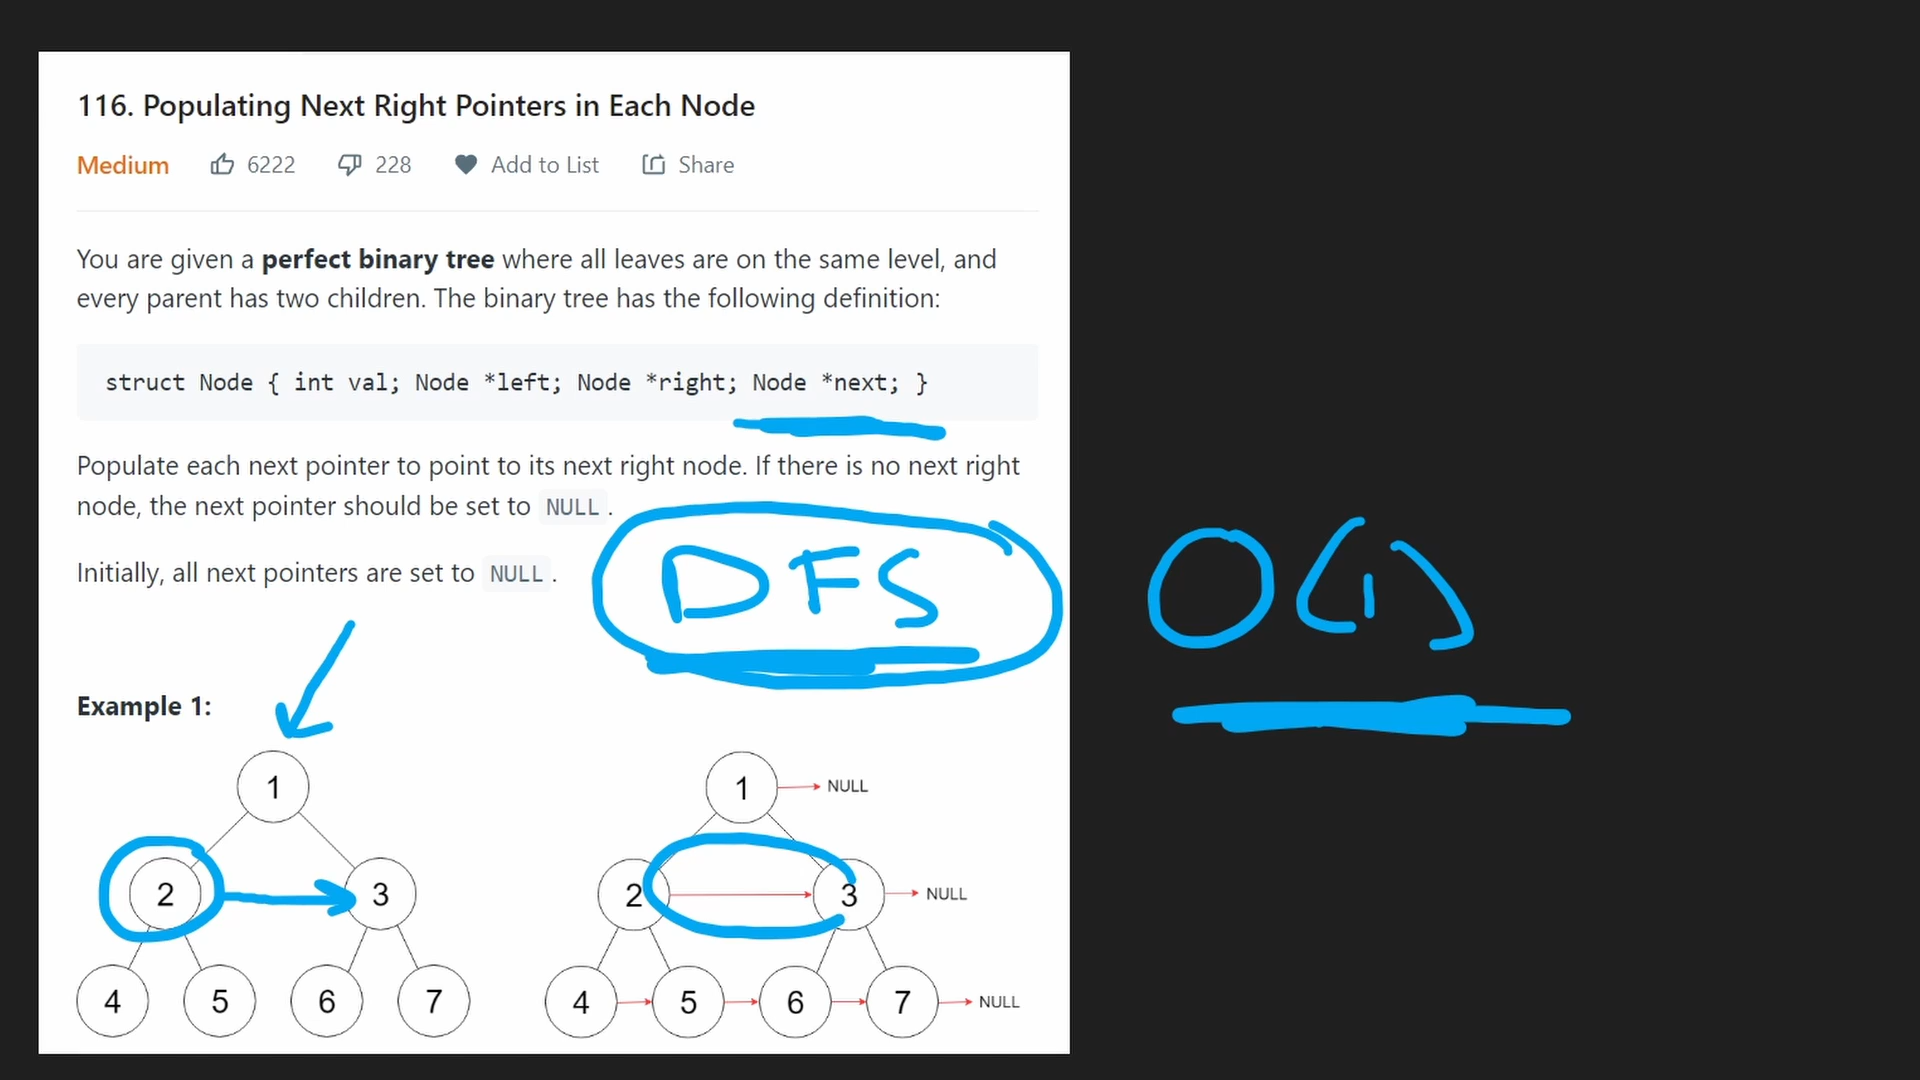 116. Populating Next Right Pointers in Each Node
Medium 6222 228 Add to List Share
You are given a perfect binary tree where all leaves are on the same level, and
every parent has two children. The binary tree has the following definition:
struct Node { int val; Node *left; Node *right; Node *next; }
Populate each next pointer to point to its next right node. If there is no next right
node, the next pointer should be set to NULL.
Initially, all next pointers are set to NULL.
DFS
O(1)
Example 1:
1
2 3
4 5 6 7
1 NULL
2 3 NULL
4 5 6 7 NULL